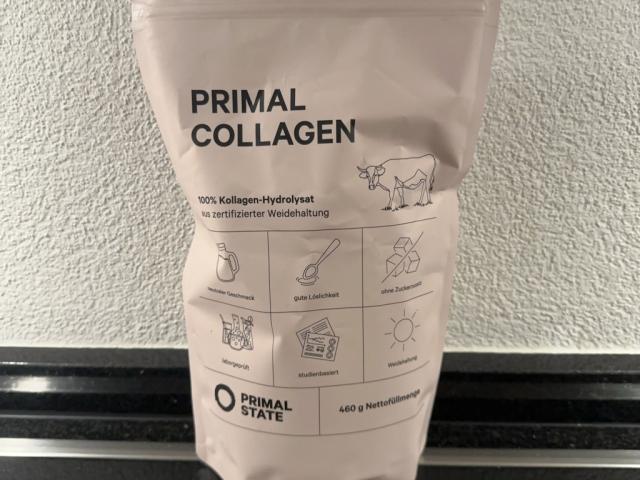 PRIMAL
COLLAGEN
100% Kollagen-Hydrolysat
aus zertifizierter Weidehaltung
neutraler Geschmack
gute Löslichkeit
ohne Zuckerzusatz
laborgeprüft
studienbasiert
Weidehaltung
PRIMAL
STATE
460 g Nettofüllmenge